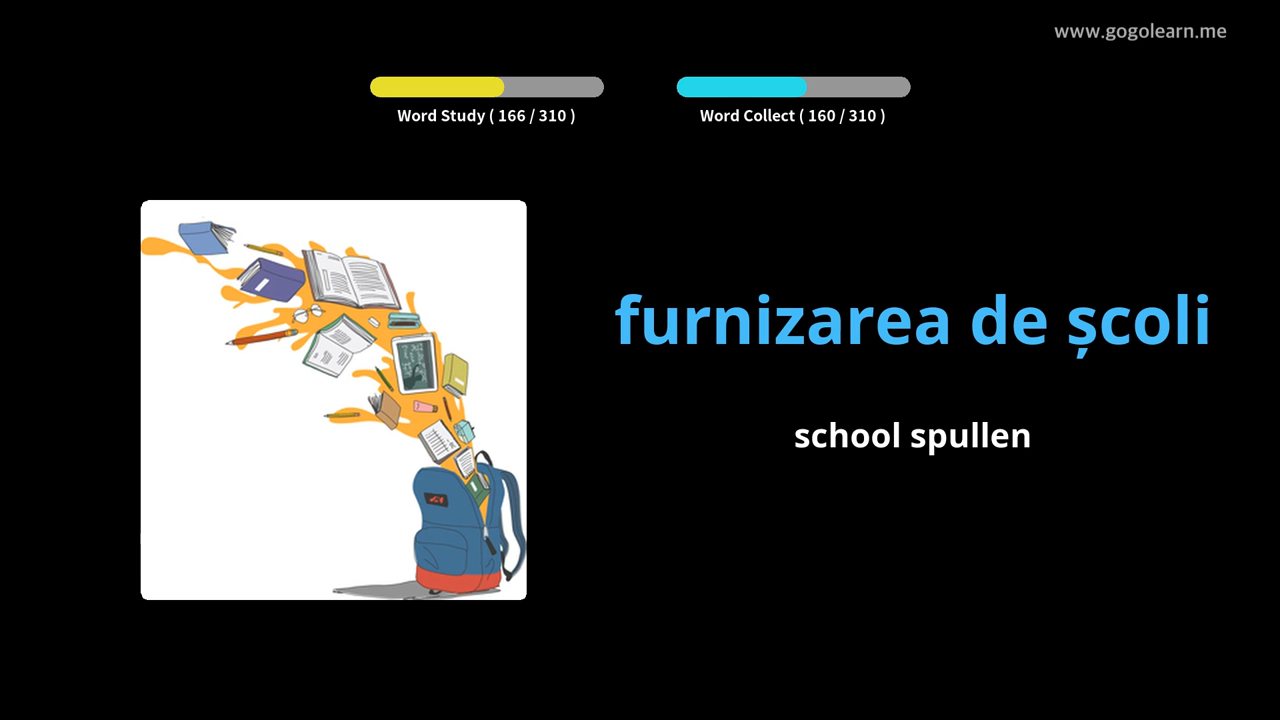 www.gogolearn.me
Word Study ( 166 / 310 )
Word Collect ( 160 / 310 )
furnizarea de școli
school spullen